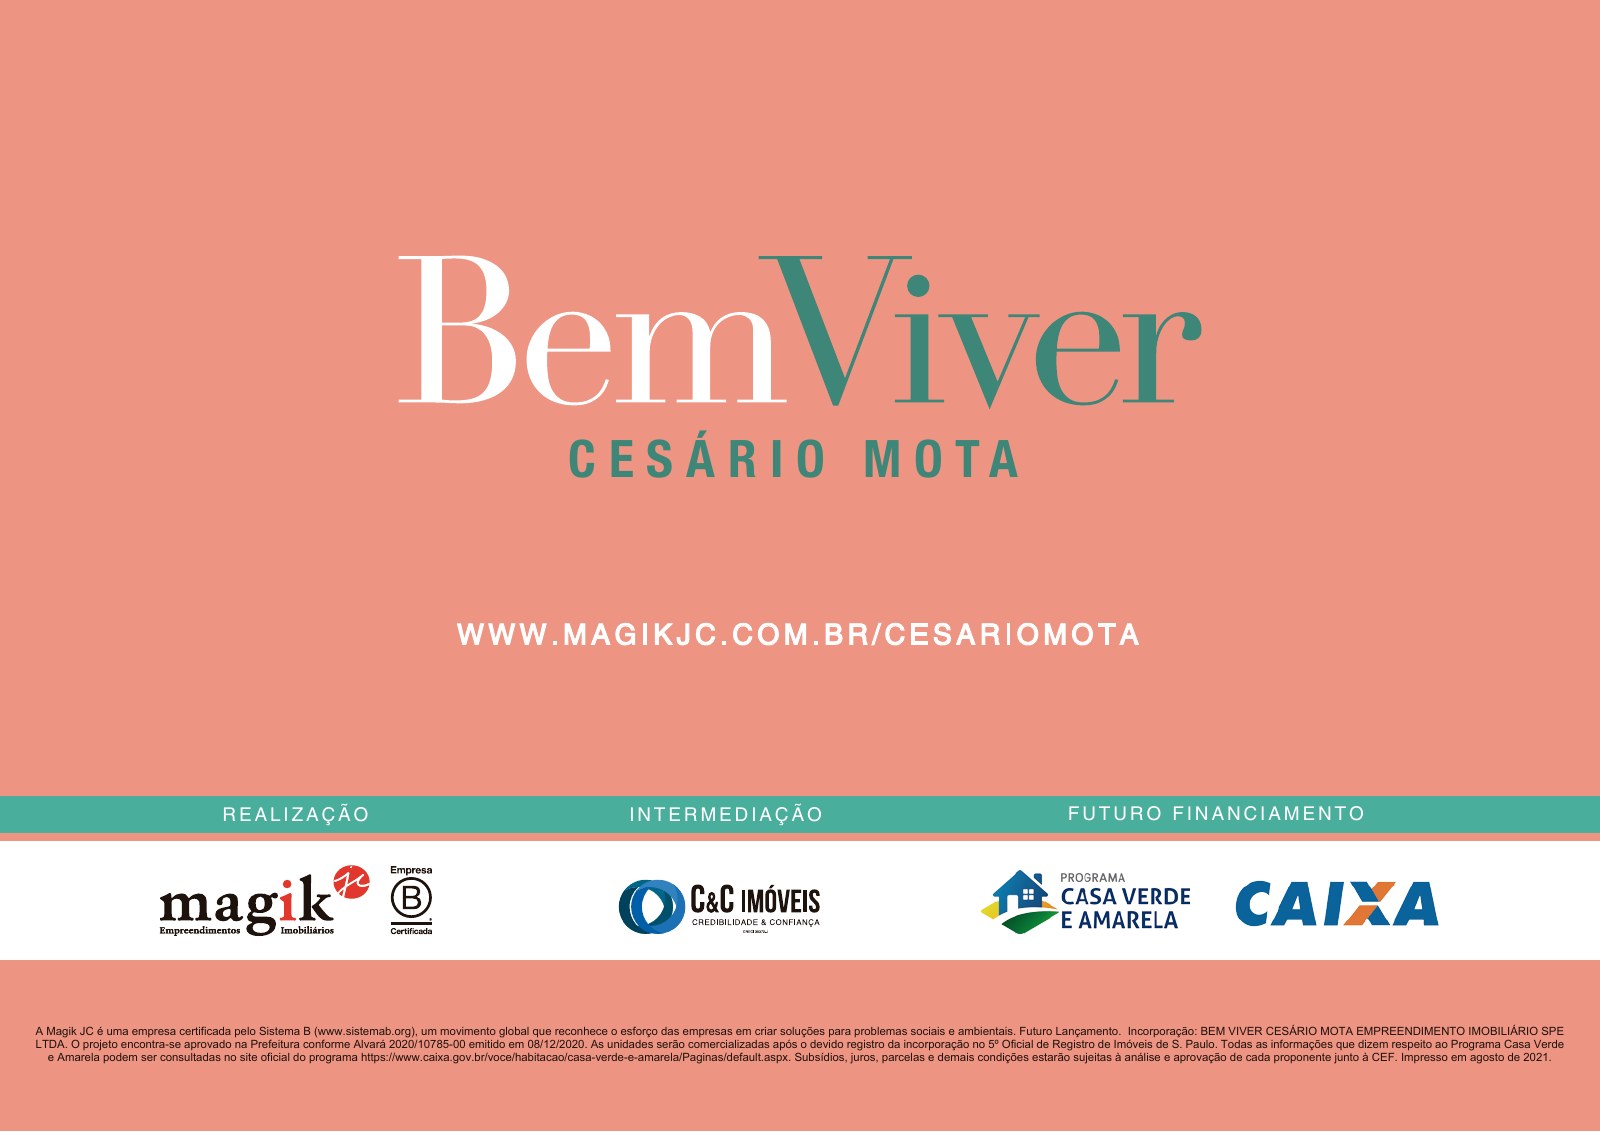 BemViver
CESÁRIO MOTA
WWW.MAGIKJC.COM.BR/CESARIOMOTA
REALIZAÇÃO INTERMEDIAÇÃO FUTURO FINANCIAMENTO
magik jc
Empreendimentos Imobiliários
Empresa
B
Certificada
C&C IMÓVEIS
CREDIBILIDADE & CONFIANÇA
PROGRAMA
CASA VERDE
E AMARELA
CAIXA
A Magik JC é uma empresa certificada pelo Sistema B (www.sistemab.org), um movimento global que reconhece o esforço das empresas em criar soluções para problemas sociais e ambientais. Futuro Lançamento. Incorporação: BEM VIVER CESÁRIO MOTA EMPREENDIMENTO IMOBILIÁRIO SPE
LTDA. O projeto encontra-se aprovado na Prefeitura conforme Alvará 2020/10785-00 emitido em 08/12/2020. As unidades serão comercializadas após o devido registro da incorporação no 5º Oficial de Registro de Imóveis de S. Paulo. Todas as informações que dizem respeito ao Programa Casa Verde
e Amarela podem ser consultadas no site oficial do programa https://www.caixa.gov.br/voce/habitacao/casa-verde-e-amarela/Paginas/default.aspx. Subsídios, juros, parcelas e demais condições estarão sujeitas à análise e aprovação de cada proponente junto à CEF. Impresso em agosto de 2021.